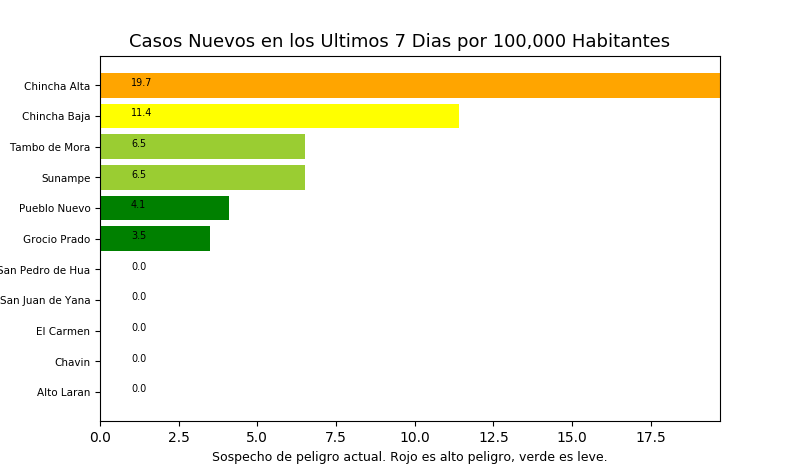 Casos Nuevos en los Ultimos 7 Dias por 100,000 Habitantes
Chincha Alta 19.7
Chincha Baja 11.4
Tambo de Mora 6.5
Sunampe 6.5
Pueblo Nuevo 4.1
Grocio Prado 3.5
San Pedro de Hua 0.0
San Juan de Yana 0.0
El Carmen 0.0
Chavin 0.0
Alto Laran 0.0
0.0 2.5 5.0 7.5 10.0 12.5 15.0 17.5
Sospecho de peligro actual. Rojo es alto peligro, verde es leve.